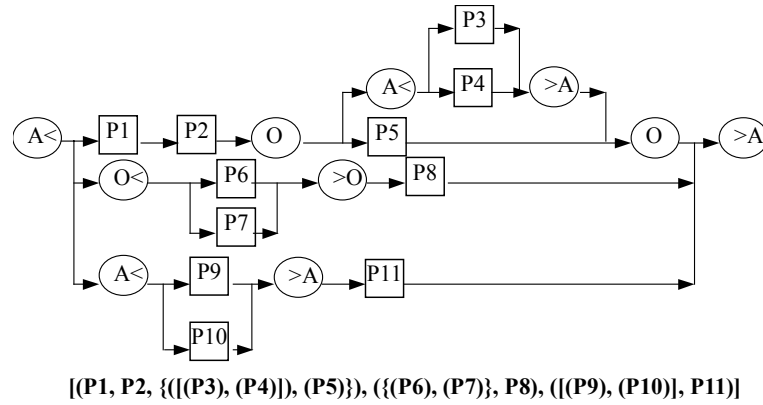 P3
A< P4 >A
A< P1 P2 O P5 O >A
O< P6 >O P8
P7
A< P9 >A P11
P10
[(P1, P2, {([(P3), (P4)]), (P5)}), ({(P6), (P7)}, P8), ([(P9), (P10)], P11)]